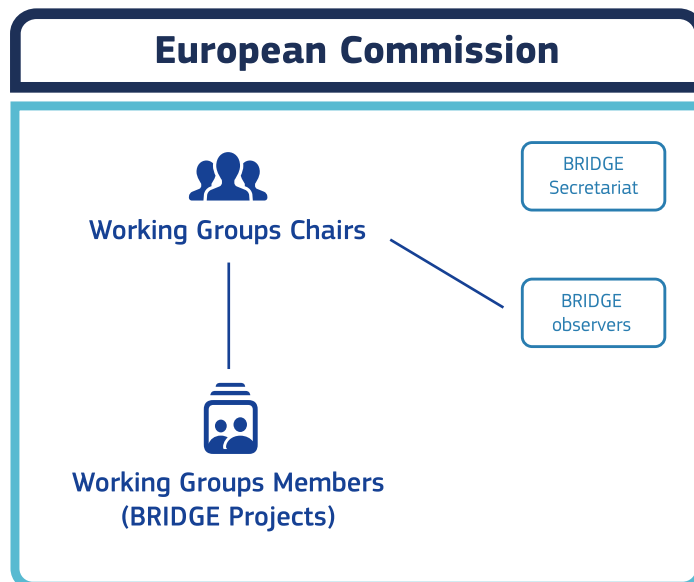 European Commission
BRIDGE
Secretariat
Working Groups Chairs
BRIDGE
observers
Working Groups Members
(BRIDGE Projects)